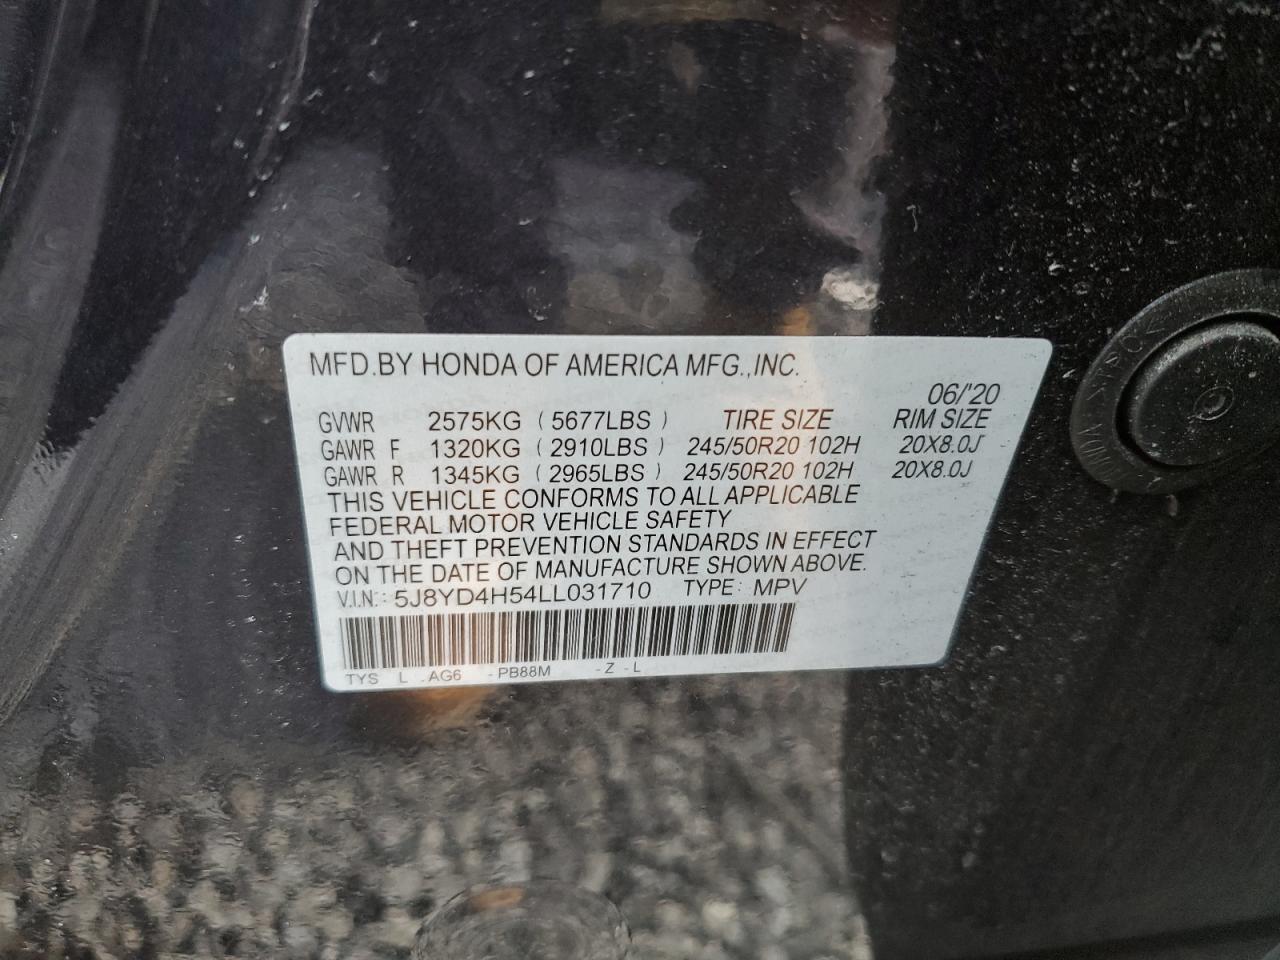 MFD.BY HONDA OF AMERICA MFG.,INC.
06/'20
GVWR 2575KG ( 5677LBS ) TIRE SIZE RIM SIZE
GAWR F 1320KG ( 2910LBS ) 245/50R20 102H 20X8.0J
GAWR R 1345KG ( 2965LBS ) 245/50R20 102H 20X8.0J
THIS VEHICLE CONFORMS TO ALL APPLICABLE
FEDERAL MOTOR VEHICLE SAFETY
AND THEFT PREVENTION STANDARDS IN EFFECT
ON THE DATE OF MANUFACTURE SHOWN ABOVE.
V.I.N.: 5J8YD4H54LL031710 TYPE: MPV
TYS L - AG6 - PB88M - Z - L